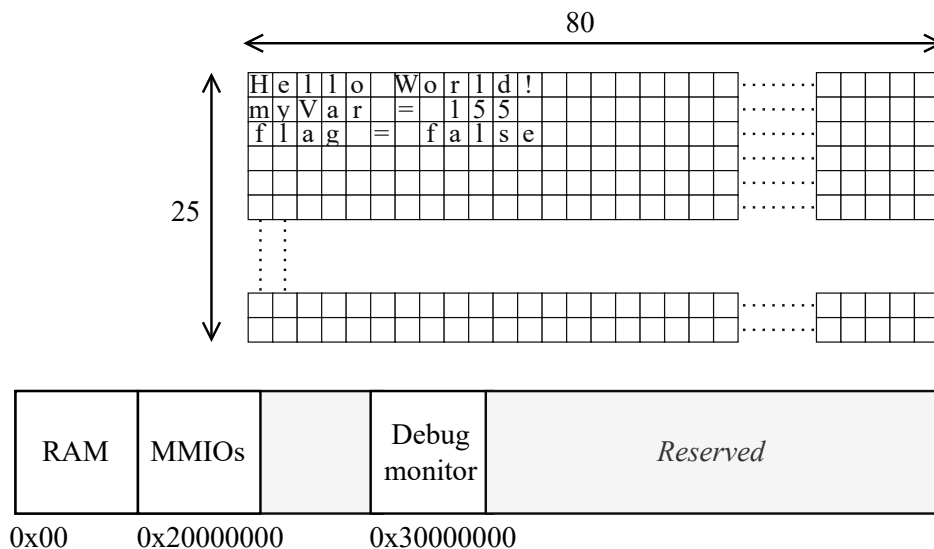 80
25
Hello World!
myVar = 155
flag = false
RAM
MMIOs
Debug
monitor
Reserved
0x00
0x20000000
0x30000000